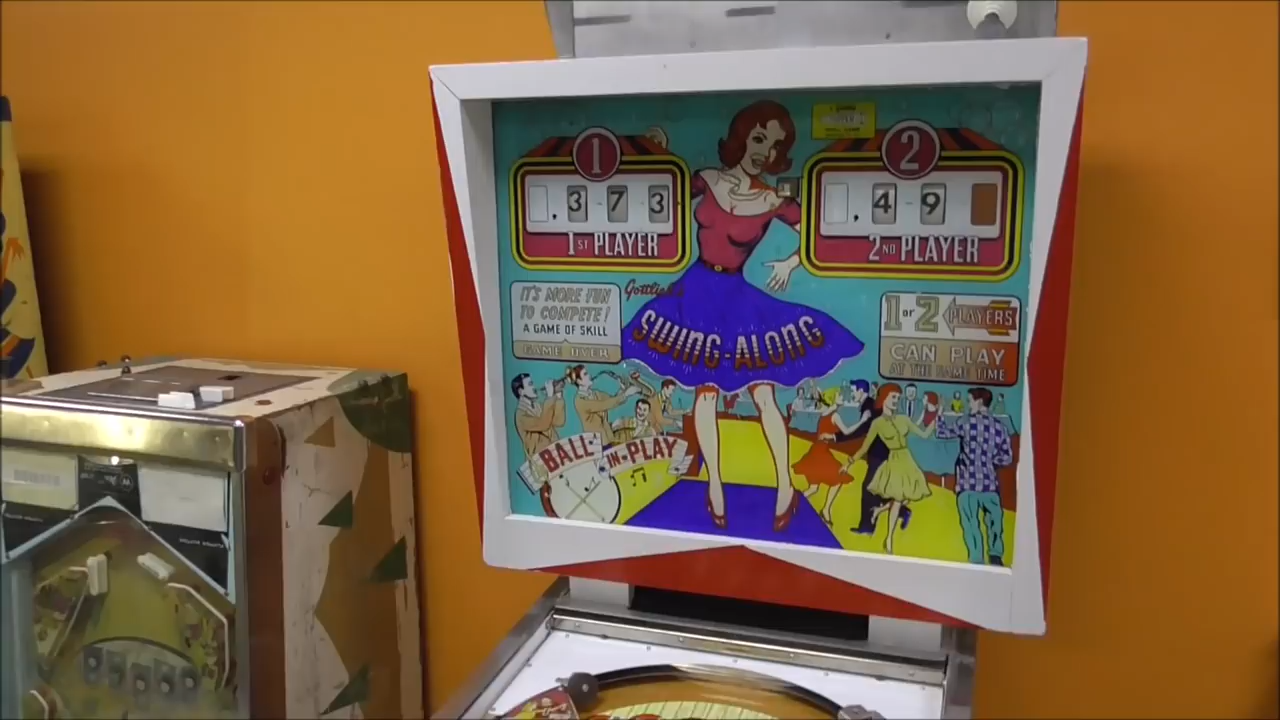 1
2
.373
.49
1ST PLAYER
2ND PLAYER
IT'S MORE FUN
TO COMPETE!
A GAME OF SKILL
GAME OVER
Gottlieb's
SWING-ALONG
1 or 2 PLAYERS
CAN PLAY
AT THE SAME TIME
BALL IN-PLAY